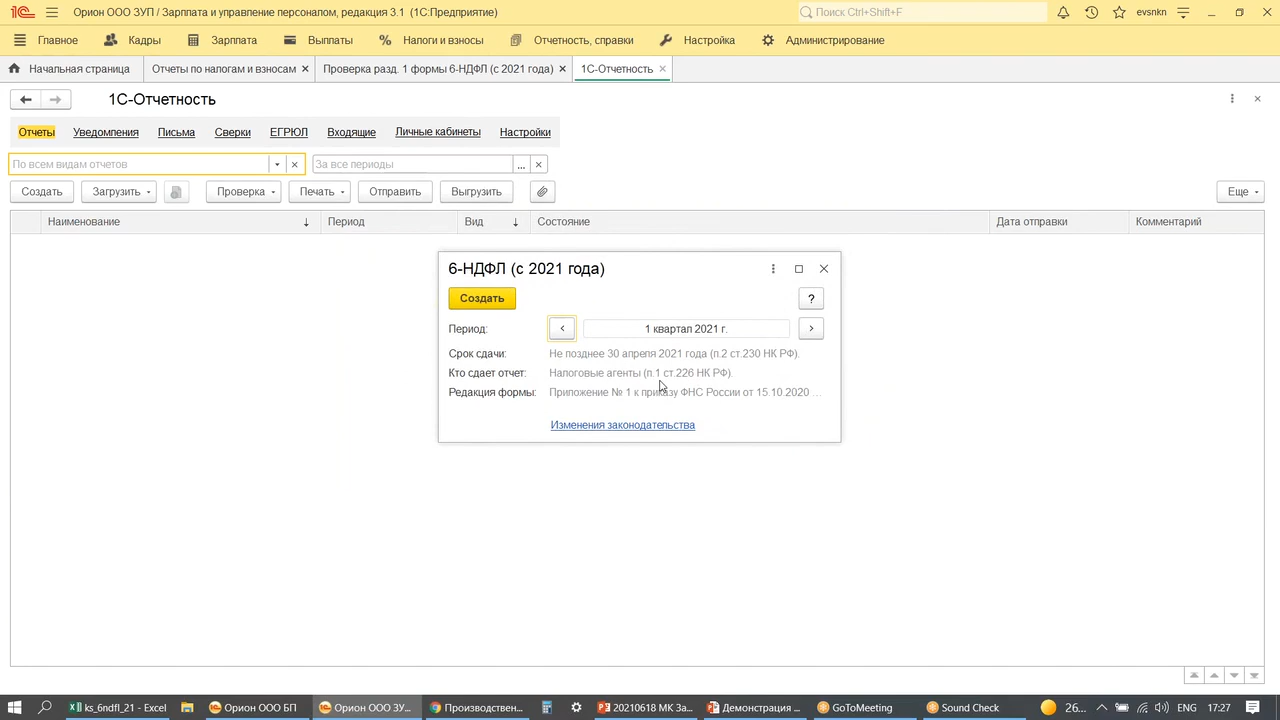 Орион ООО ЗУП / Зарплата и управление персоналом, редакция 3.1 (1С:Предприятие)
Поиск Ctrl+Shift+F
evsnkn
Главное Кадры Зарплата Выплаты Налоги и взносы Отчетность, справки Настройка Администрирование
Начальная страница Отчеты по налогам и взносам × Проверка разд. 1 формы 6-НДФЛ (с 2021 года) × 1С-Отчетность ×
1С-Отчетность
Отчеты Уведомления Письма Сверки ЕГРЮЛ Входящие Личные кабинеты Настройки
По всем видам отчетов За все периоды ...
Создать Загрузить Проверка Печать Отправить Выгрузить Еще
Наименование Период Вид Состояние Дата отправки Комментарий
6-НДФЛ (с 2021 года)
Создать ?
Период: < 1 квартал 2021 г. >
Срок сдачи: Не позднее 30 апреля 2021 года (п.2 ст.230 НК РФ).
Кто сдает отчет: Налоговые агенты (п.1 ст.226 НК РФ).
Редакция формы: Приложение № 1 к приказу ФНС России от 15.10.2020 ...
Изменения законодательства
ks_6ndfl_21 - Excel Орион ООО БП Орион ООО ЗУ... Производственн... 20210618 МК За... Демонстрация ... GoToMeeting Sound Check 26... ENG 17:27